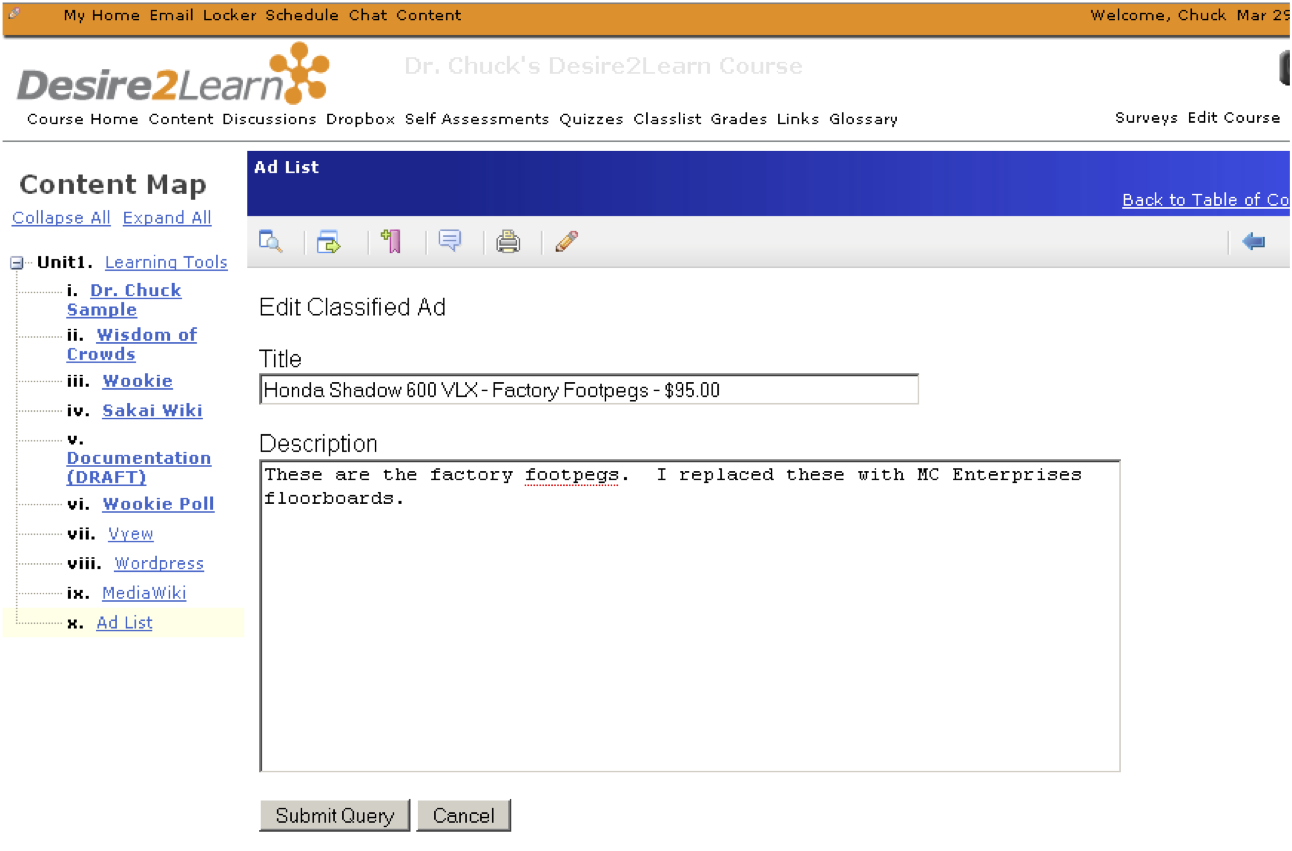 My Home Email Locker Schedule Chat Content Welcome, Chuck Mar 29
Desire2Learn
Dr. Chuck's Desire2Learn Course
Course Home Content Discussions Dropbox Self Assessments Quizzes Classlist Grades Links Glossary Surveys Edit Course
Content Map
Collapse All Expand All
Unit1. Learning Tools
i. Dr. Chuck
Sample
ii. Wisdom of
Crowds
iii. Wookie
iv. Sakai Wiki
v.
Documentation
(DRAFT)
vi. Wookie Poll
vii. Vyew
viii. Wordpress
ix. MediaWiki
x. Ad List
Ad List
Back to Table of Co
Edit Classified Ad
Title
Honda Shadow 600 VLX - Factory Footpegs - $95.00
Description
These are the factory footpegs.  I replaced these with MC Enterprises
floorboards.
Submit Query Cancel